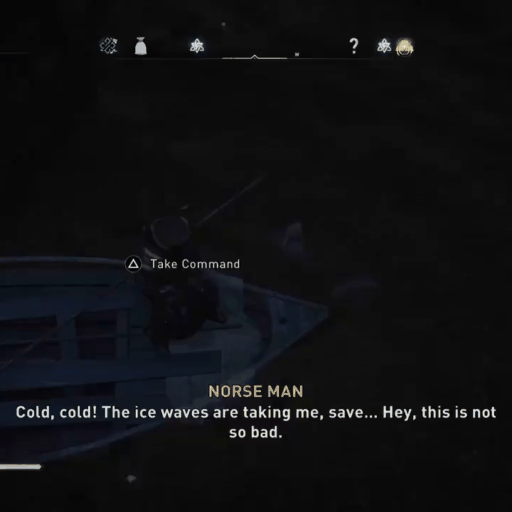 ?
Take Command
NORSE MAN
Cold, cold! The ice waves are taking me, save... Hey, this is not
so bad.